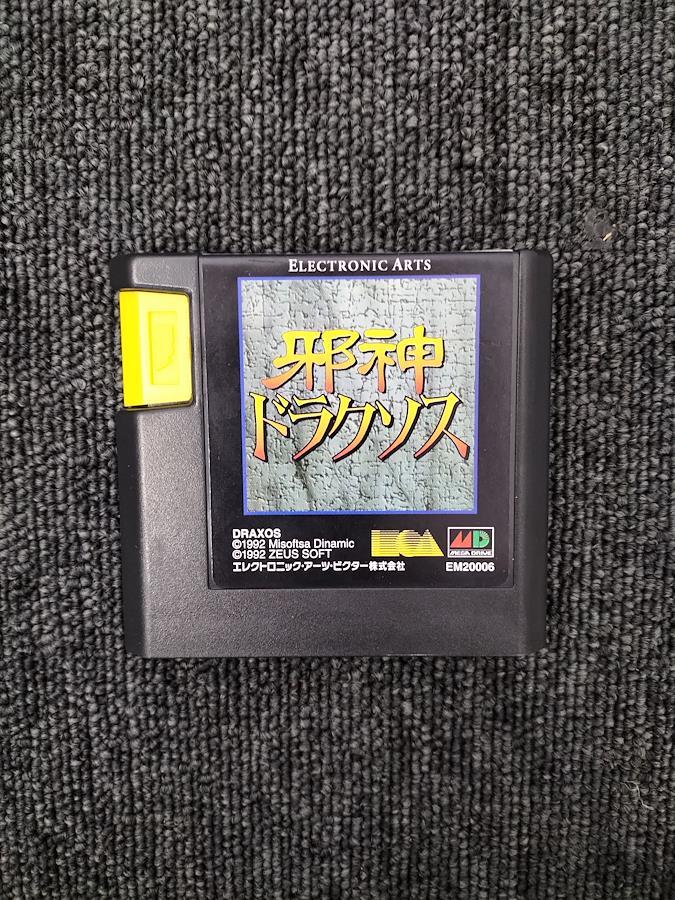 ELECTRONIC ARTS
邪神
ドラクソス
DRAXOS
©1992 Misoftsa Dinamic
©1992 ZEUS SOFT
エレクトロニック・アーツ・ビクター株式会社
EA
MD
MEGA DRIVE
EM20006